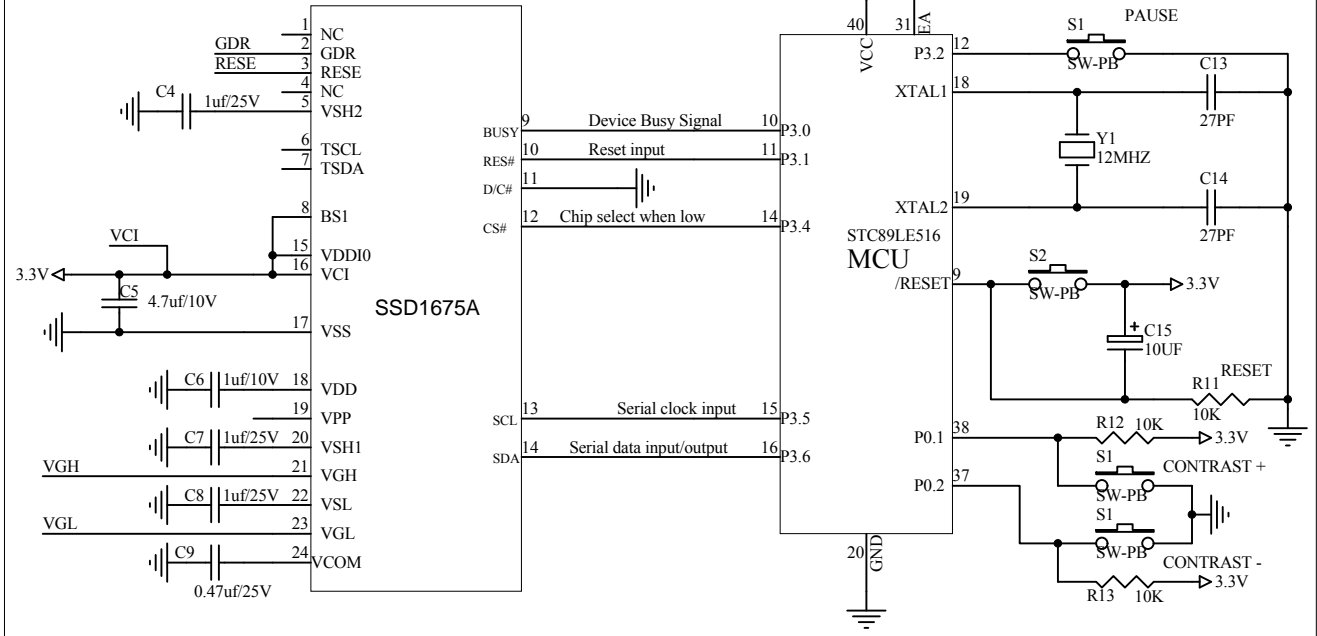 1 NC
GDR 2 GDR
RESE 3 RESE
4 NC
C4 1uf/25V 5 VSH2
6 TSCL
7 TSDA
8 BS1
VCI
15 VDDI0
3.3V 16 VCI
C5 4.7uf/10V
17 VSS
C6 1uf/10V 18 VDD
19 VPP
C7 1uf/25V 20 VSH1
VGH 21 VGH
C8 1uf/25V 22 VSL
VGL 23 VGL
C9 24 VCOM
0.47uf/25V
SSD1675A
BUSY 9 Device Busy Signal 10 P3.0
RES# 10 Reset input 11 P3.1
D/C# 11
CS# 12 Chip select when low 14 P3.4
SCL 13 Serial clock input 15 P3.5
SDA 14 Serial data input/output 16 P3.6
40 VCC
31 EA
STC89LE516
MCU
20 GND
P3.2 12
S1 PAUSE
SW-PB
XTAL1 18
C13
27PF
Y1
12MHZ
XTAL2 19
C14
27PF
/RESET 9
S2
SW-PB
3.3V
+ C15
10UF
RESET
R11
10K
P0.1 38
R12 10K 3.3V
S1 CONTRAST +
SW-PB
P0.2 37
S1
SW-PB
CONTRAST -
R13 10K 3.3V